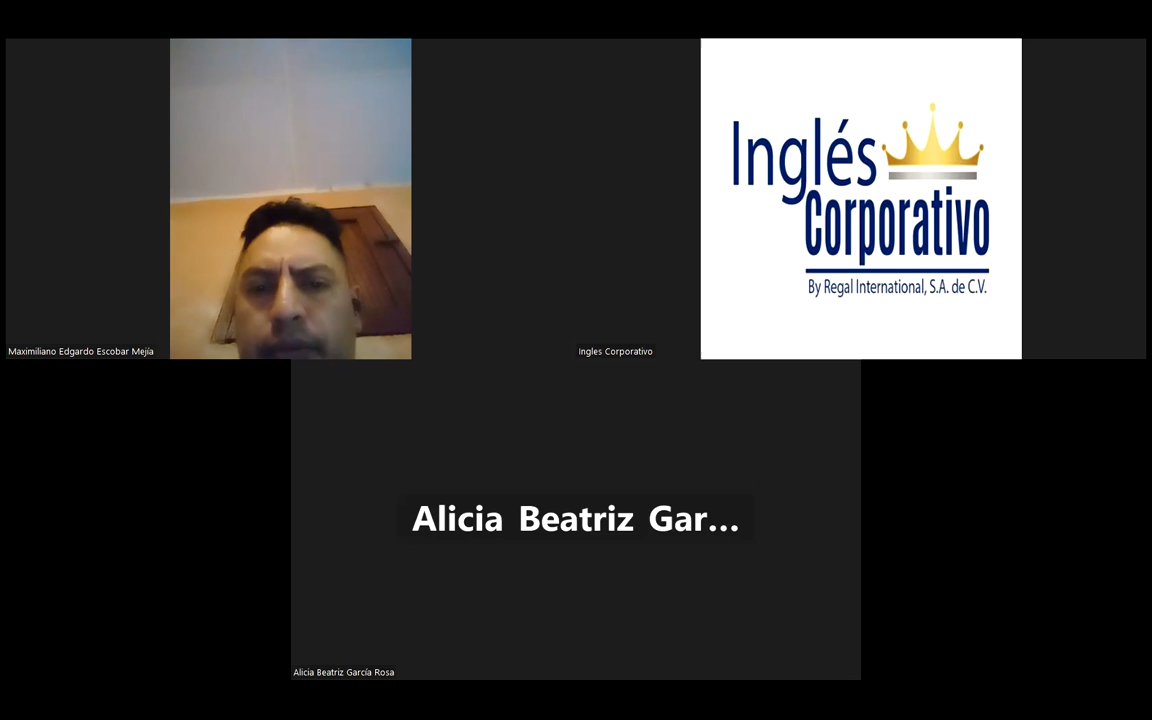 Inglés
Corporativo
By Regal International, S.A. de C.V.
Maximiliano Edgardo Escobar Mejía
Ingles Corporativo
Alicia Beatriz Gar...
Alicia Beatriz García Rosa